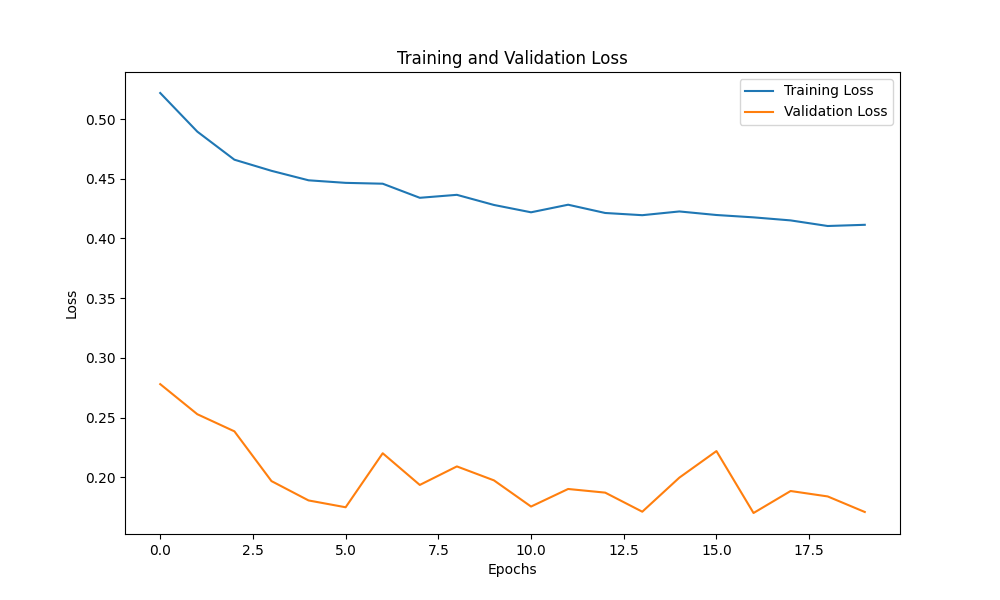 Training and Validation Loss
Training Loss
Validation Loss
0.50
0.45
0.40
0.35
0.30
0.25
0.20
Loss
0.0 2.5 5.0 7.5 10.0 12.5 15.0 17.5
Epochs